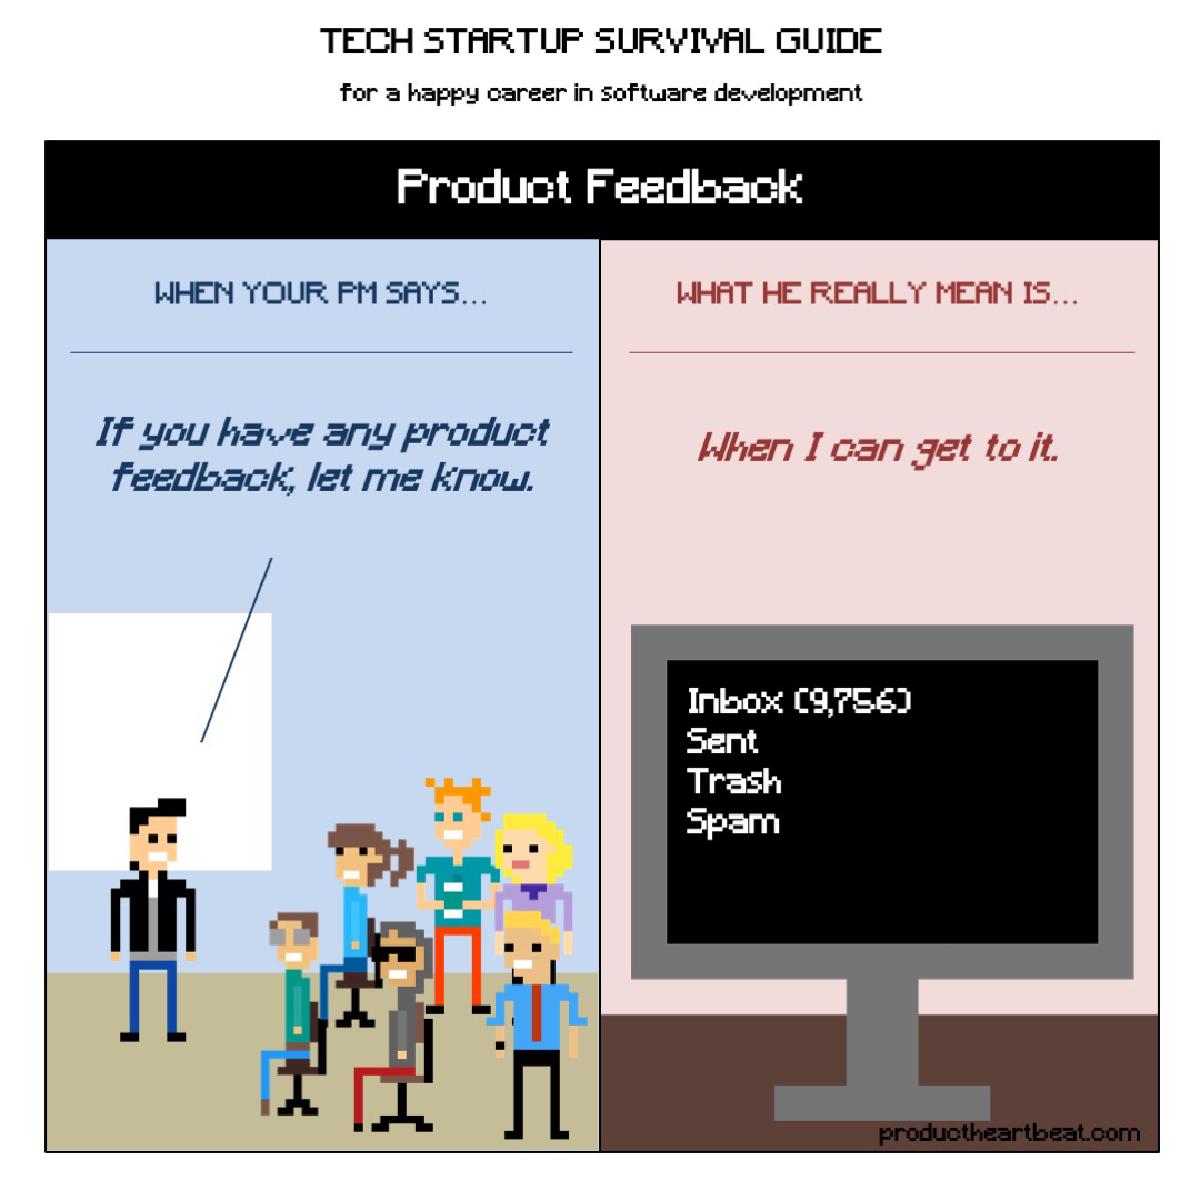 TECH STARTUP SURVIVAL GUIDE
for a happy career in software development
Product Feedback
WHEN YOUR PM SAYS...
If you have any product
feedback, let me know.
WHAT HE REALLY MEAN IS...
When I can get to it.
Inbox (9,756)
Sent
Trash
Spam
productheartbeat.com